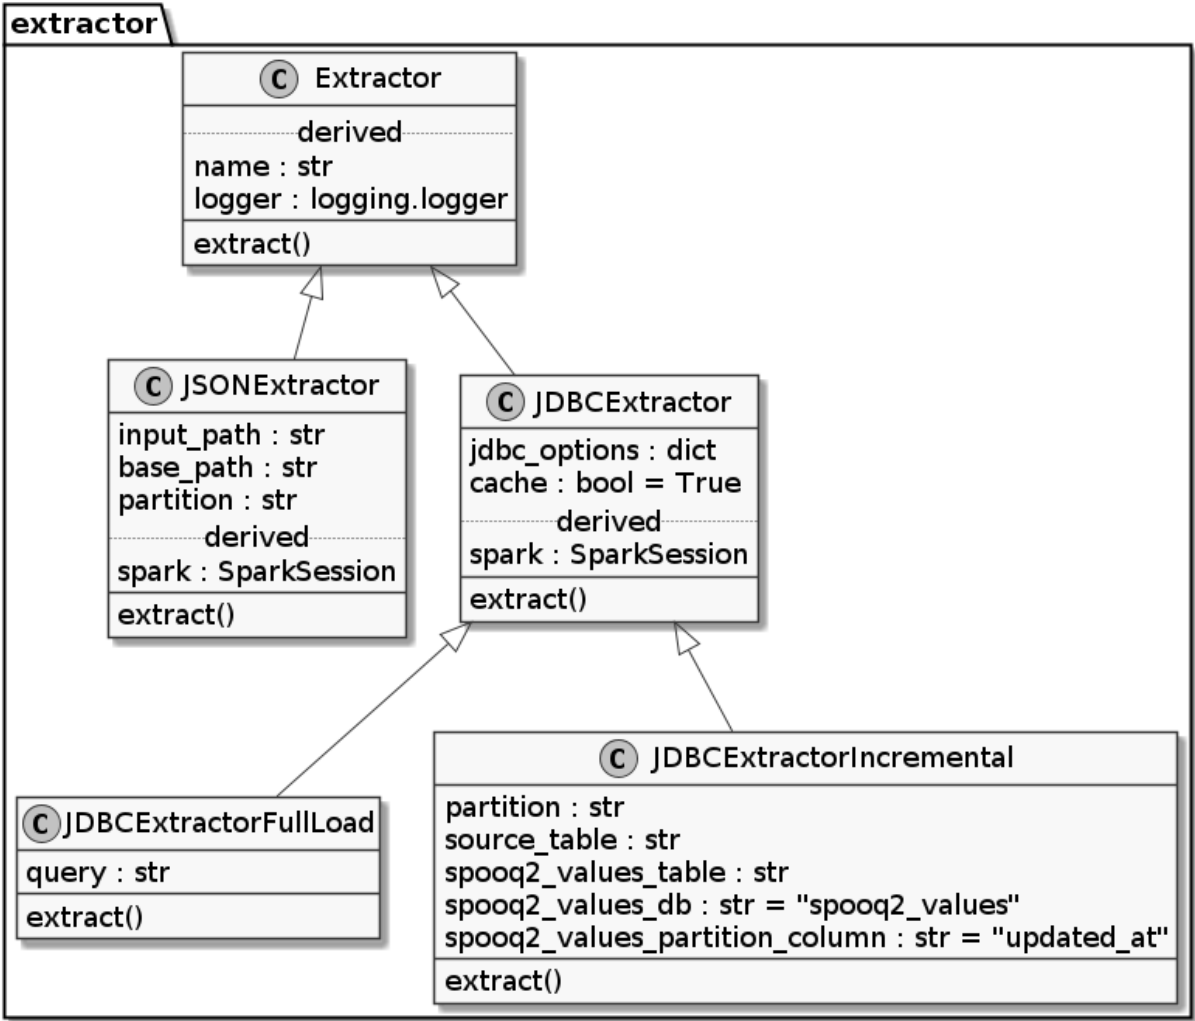 extractor
C Extractor
derived
name : str
logger : logging.logger
extract()
C JSONExtractor
input_path : str
base_path : str
partition : str
derived
spark : SparkSession
extract()
C JDBCExtractor
jdbc_options : dict
cache : bool = True
derived
spark : SparkSession
extract()
C JDBCExtractorFullLoad
query : str
extract()
C JDBCExtractorIncremental
partition : str
source_table : str
spooq2_values_table : str
spooq2_values_db : str = "spooq2_values"
spooq2_values_partition_column : str = "updated_at"
extract()